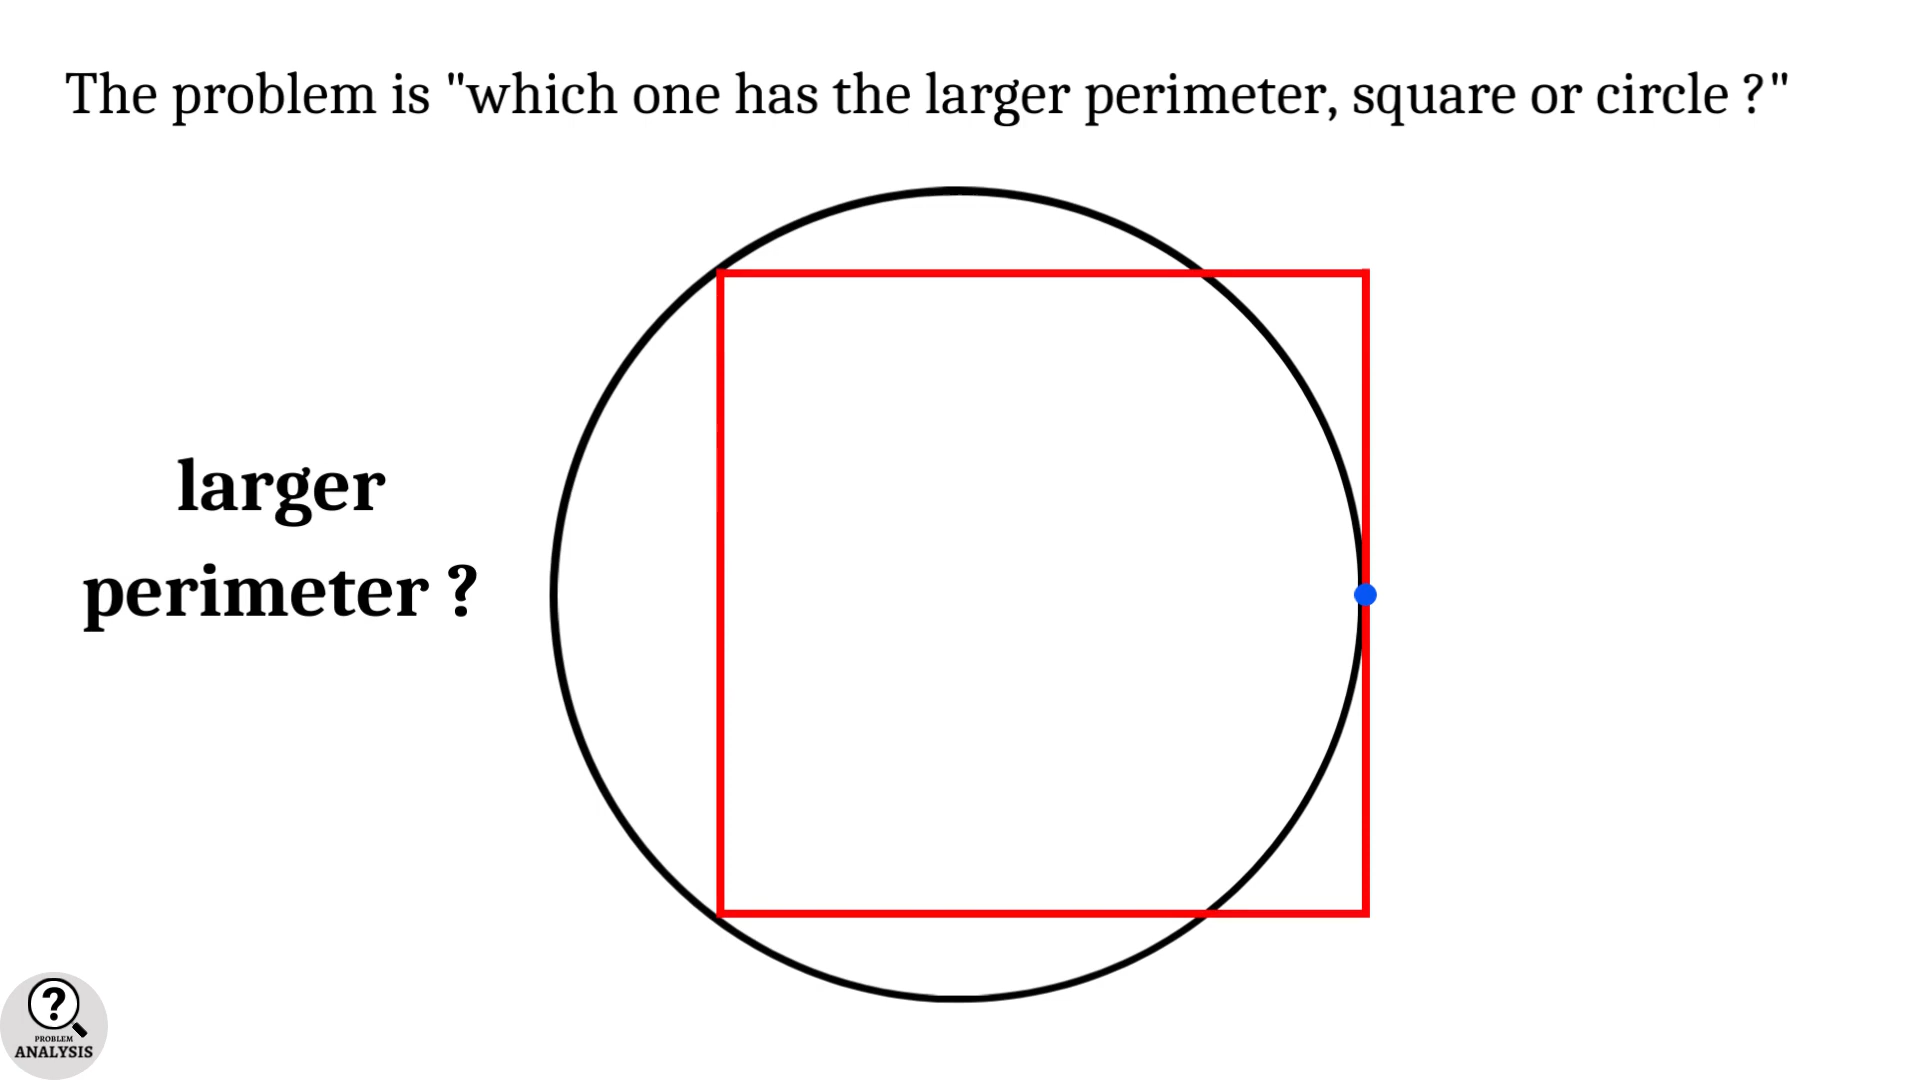 The problem is "which one has the larger perimeter, square or circle ?"
larger
perimeter ?
?
PROBLEM
ANALYSIS